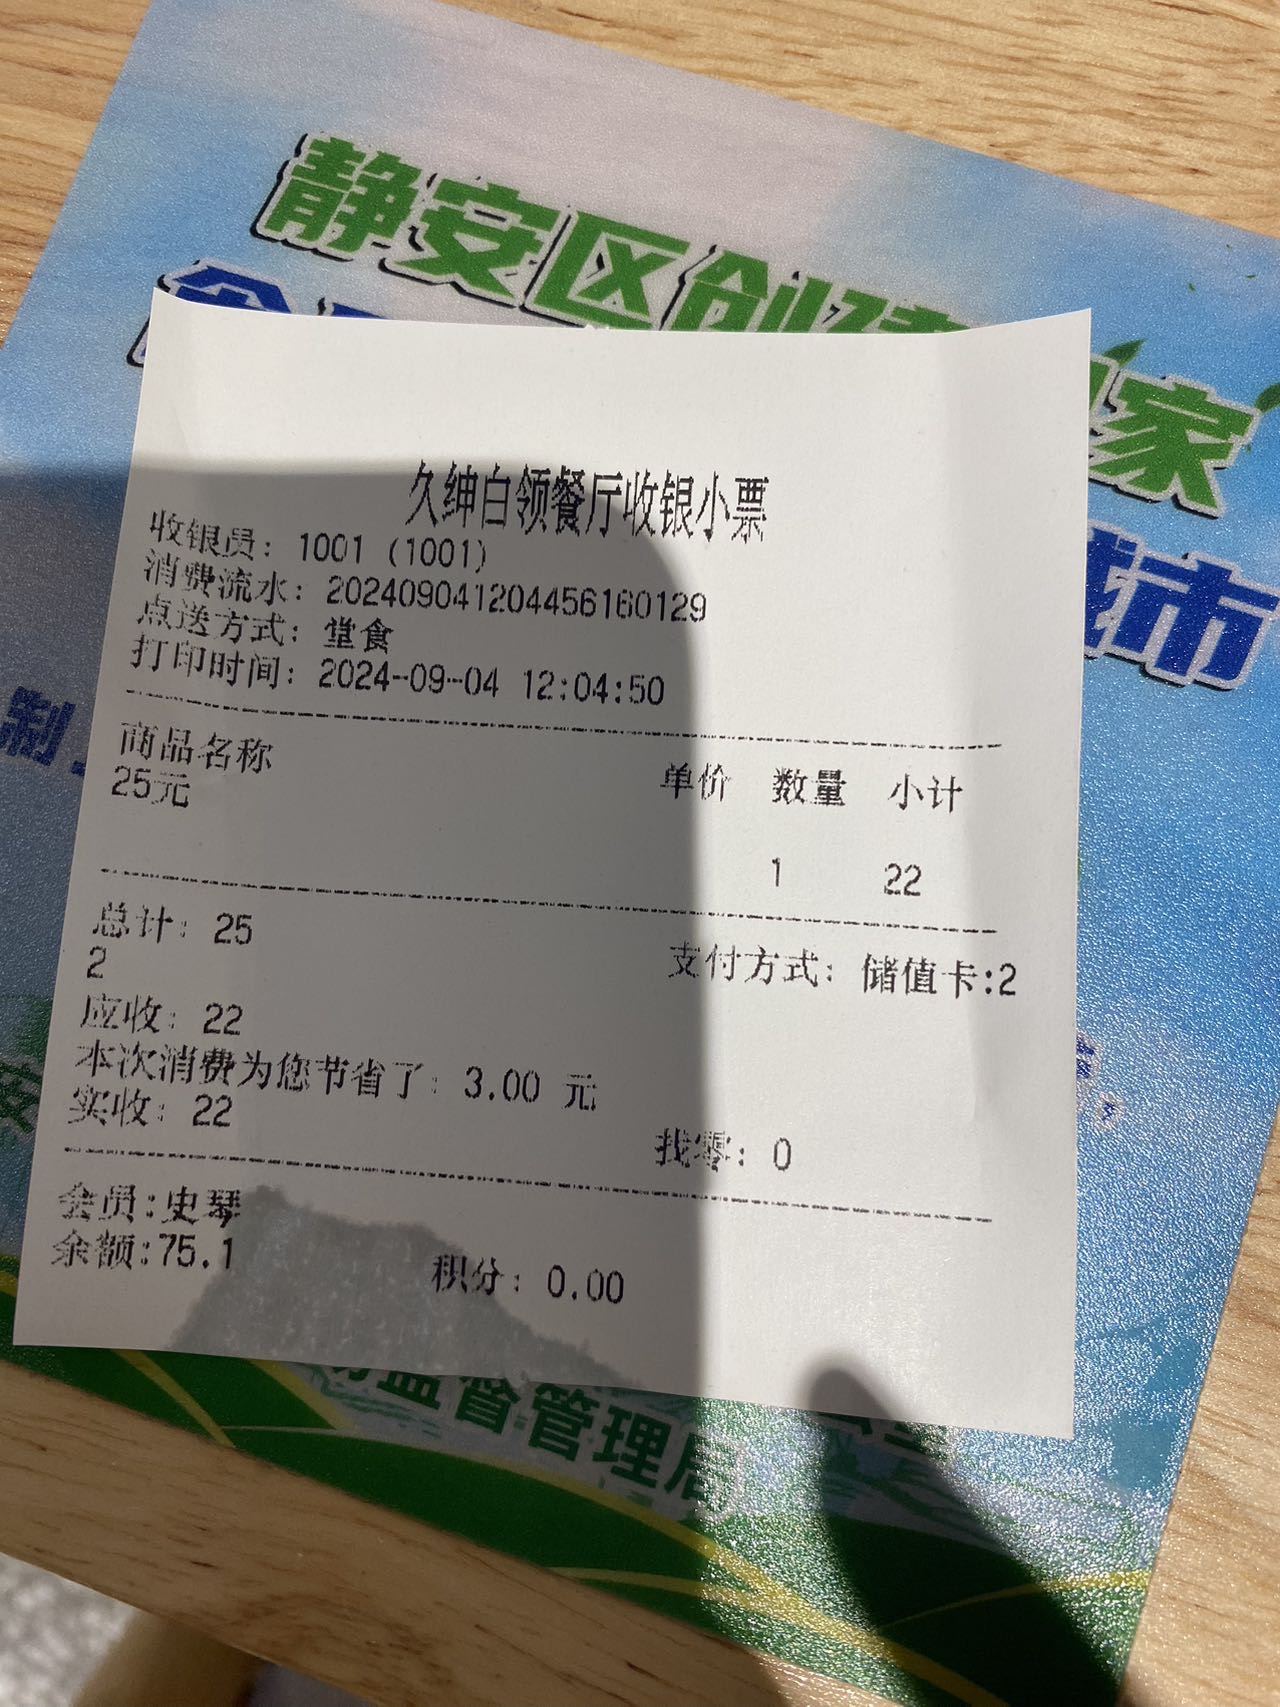 静安区创
家
市
制
久绅白领餐厅收银小票
收银员: 1001 (1001)
消费流水: 20240904120445616​0129
点送方式: 堂食
打印时间: 2024-09-04 12:04:50
商品名称 单价 数量 小计
25元
1 22
总计: 25 支付方式: 储值卡:2
2
应收: 22
本次消费为您节省了: 3.00 元
实收: 22 找零: 0
会员:史琴
余额:75.1 积分: 0.00
监督管理局